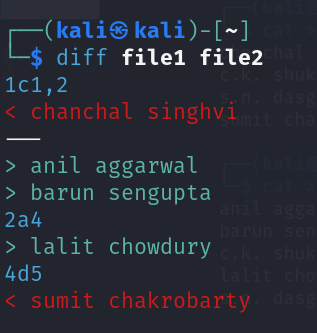 ┌──(kali㉿kali)-[~]
└─$ diff file1 file2
1c1,2
< chanchal singhvi
---
> anil aggarwal
> barun sengupta
2a4
> lalit chowdury
4d5
< sumit chakrobarty